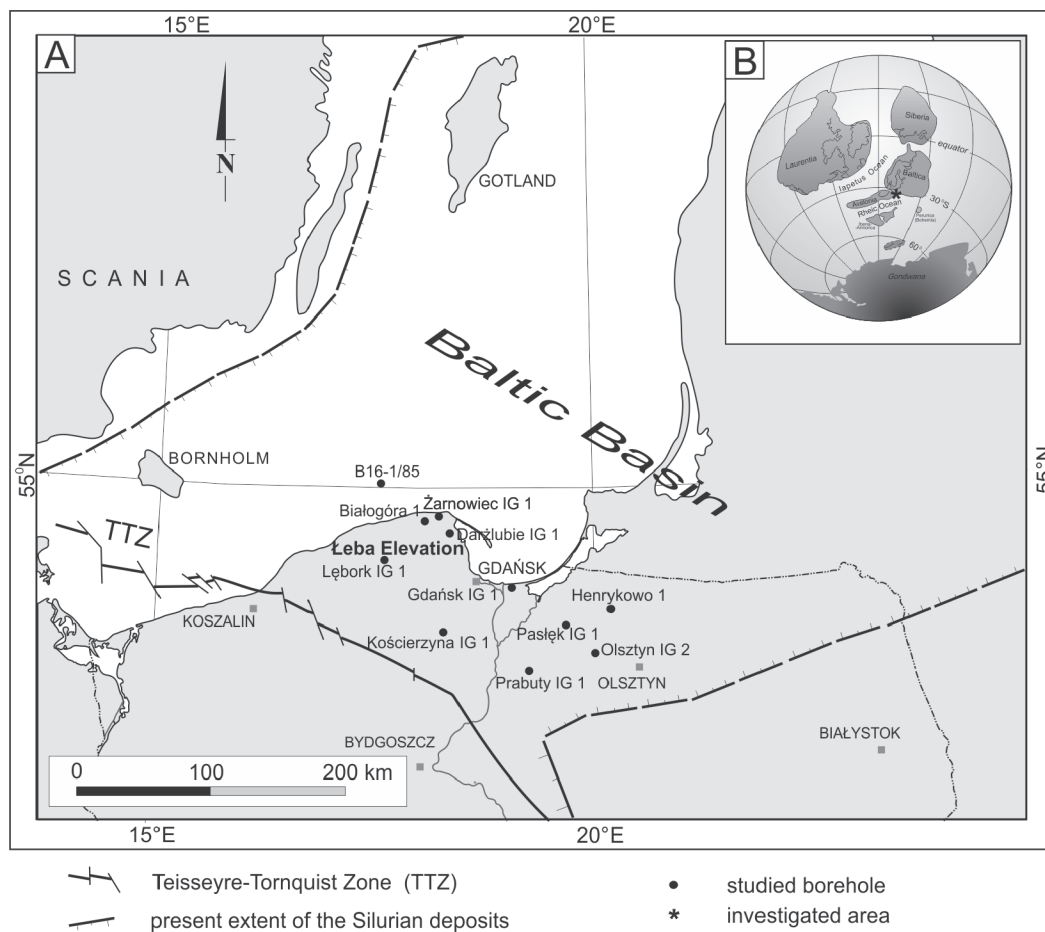 15°E
20°E
A
B
N
GOTLAND
SCANIA
Siberia
equator
Laurentia
Iapetus Ocean
Baltica
Avalonia
30°S
Rheic Ocean
Perunica
(Bohemia)
60°
Gondwana
Baltic Basin
BORNHOLM
55°N
55°N
B16-1/85
Żarnowiec IG 1
Białogóra 1
Darżlubie IG 1
TTZ
Łeba Elevation
Lębork IG 1
GDAŃSK
Gdańsk IG 1
Henrykowo 1
KOSZALIN
Kościerzyna IG 1
Pasłęk IG 1
Olsztyn IG 2
Prabuty IG 1
OLSZTYN
BYDGOSZCZ
BIAŁYSTOK
0 100 200 km
15°E
20°E
Teisseyre-Tornquist Zone (TTZ)
studied borehole
present extent of the Silurian deposits
* investigated area